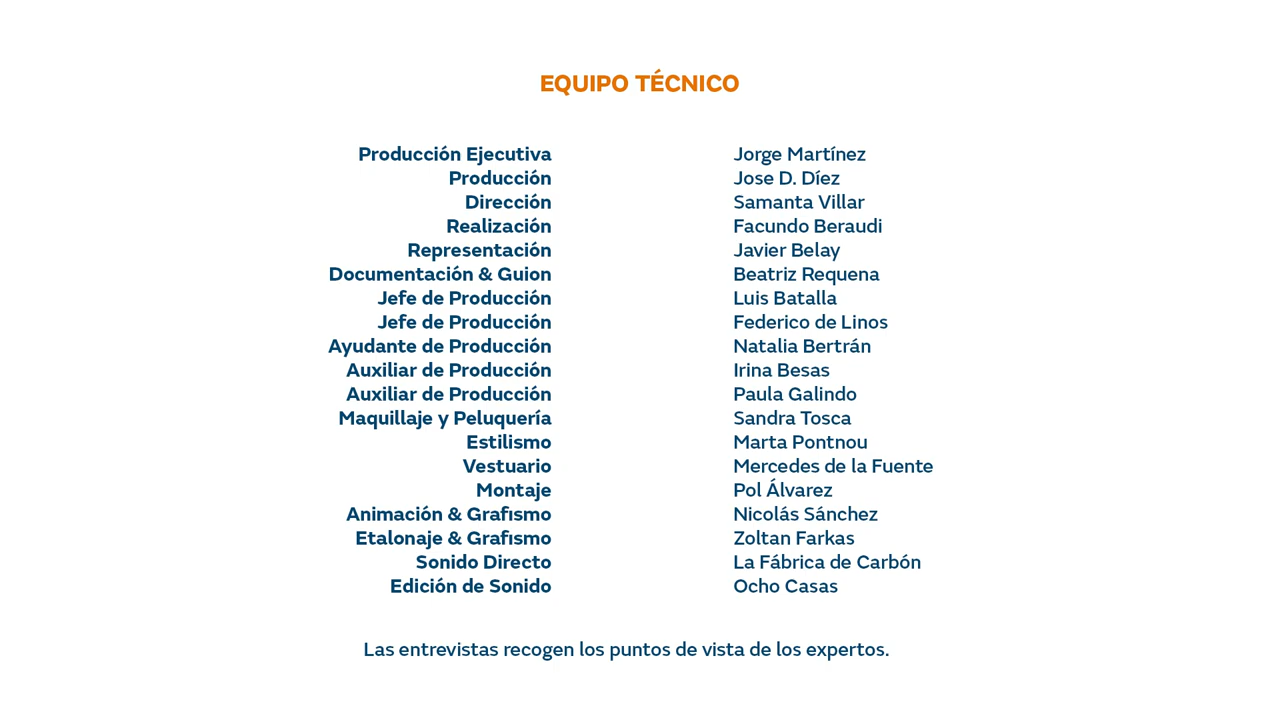 EQUIPO TÉCNICO
Producción Ejecutiva Jorge Martínez
Producción Jose D. Díez
Dirección Samanta Villar
Realización Facundo Beraudi
Representación Javier Belay
Documentación & Guion Beatriz Requena
Jefe de Producción Luis Batalla
Jefe de Producción Federico de Linos
Ayudante de Producción Natalia Bertrán
Auxiliar de Producción Irina Besas
Auxiliar de Producción Paula Galindo
Maquillaje y Peluquería Sandra Tosca
Estilismo Marta Pontnou
Vestuario Mercedes de la Fuente
Montaje Pol Álvarez
Animación & Grafismo Nicolás Sánchez
Etalonaje & Grafismo Zoltan Farkas
Sonido Directo La Fábrica de Carbón
Edición de Sonido Ocho Casas
Las entrevistas recogen los puntos de vista de los expertos.